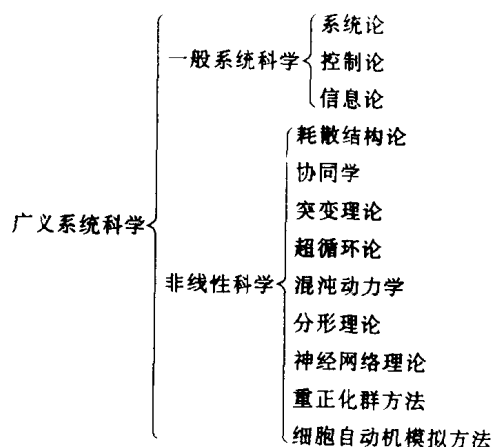 系统论
一般系统科学
控制论
信息论
耗散结构论
协同学
突变理论
广义系统科学
超循环论
非线性科学
混沌动力学
分形理论
神经网络理论
重正化群方法
细胞自动机模拟方法